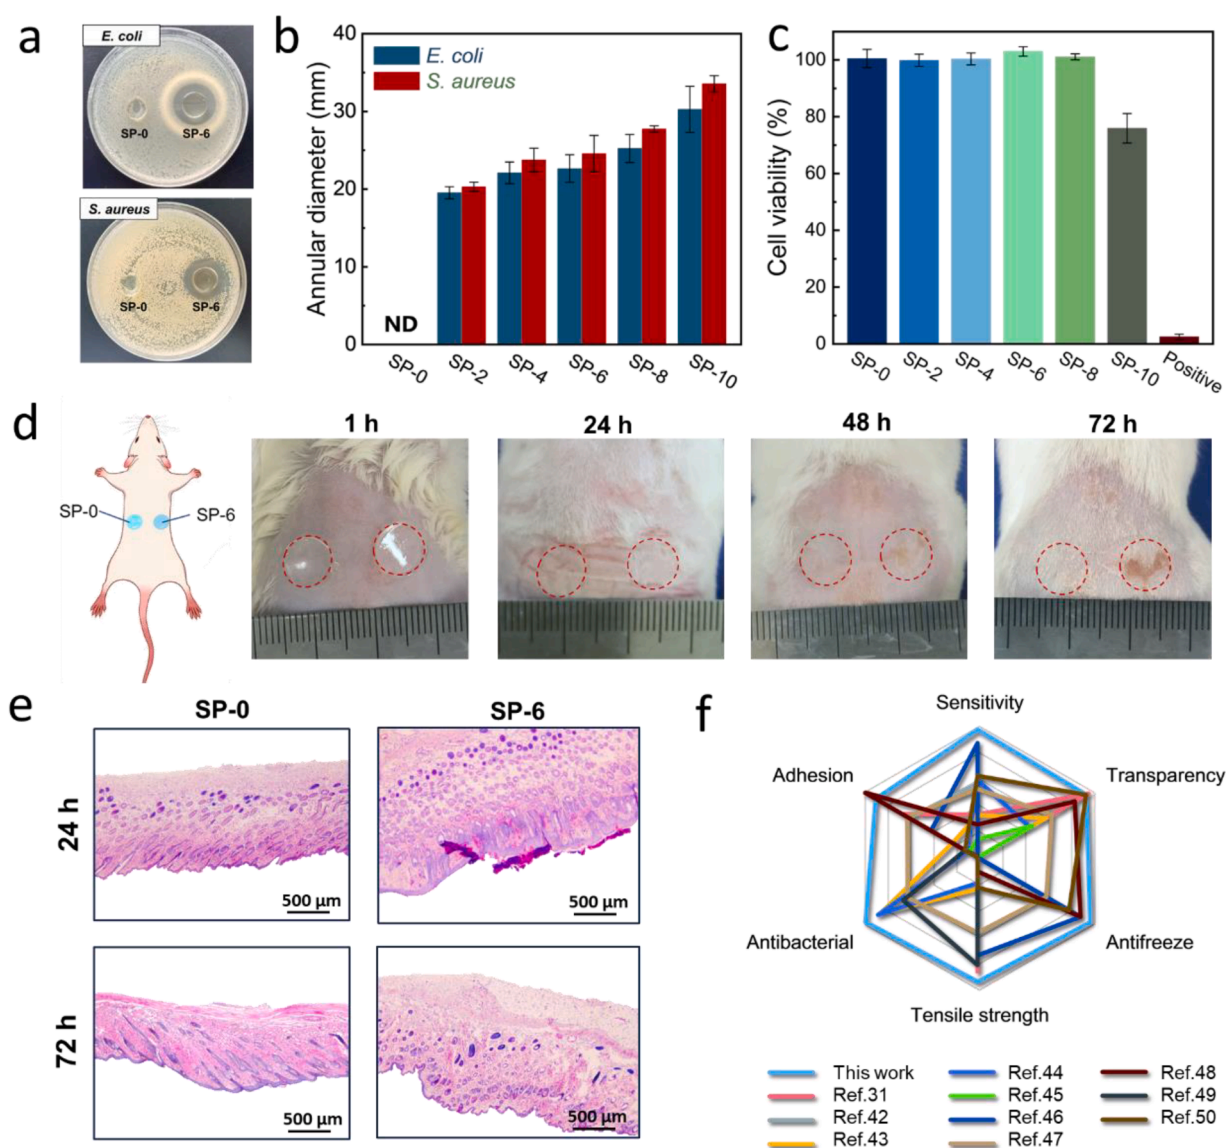 a
E. coli
SP-0
SP-6
S. aureus
SP-0
SP-6
b
Annular diameter (mm)
40
30
20
10
0
E. coli
S. aureus
ND
SP-0
SP-2
SP-4
SP-6
SP-8
SP-10
c
Cell viability (%)
100
80
60
40
20
0
SP-0
SP-2
SP-4
SP-6
SP-8
SP-10
Positive
d
SP-0
SP-6
1 h
24 h
48 h
72 h
e
SP-0
SP-6
24 h
500 µm
500 µm
72 h
500 µm
500 µm
f
Sensitivity
Adhesion
Transparency
Antibacterial
Antifreeze
Tensile strength
This work
Ref.44
Ref.48
Ref.31
Ref.45
Ref.49
Ref.42
Ref.46
Ref.50
Ref.43
Ref.47